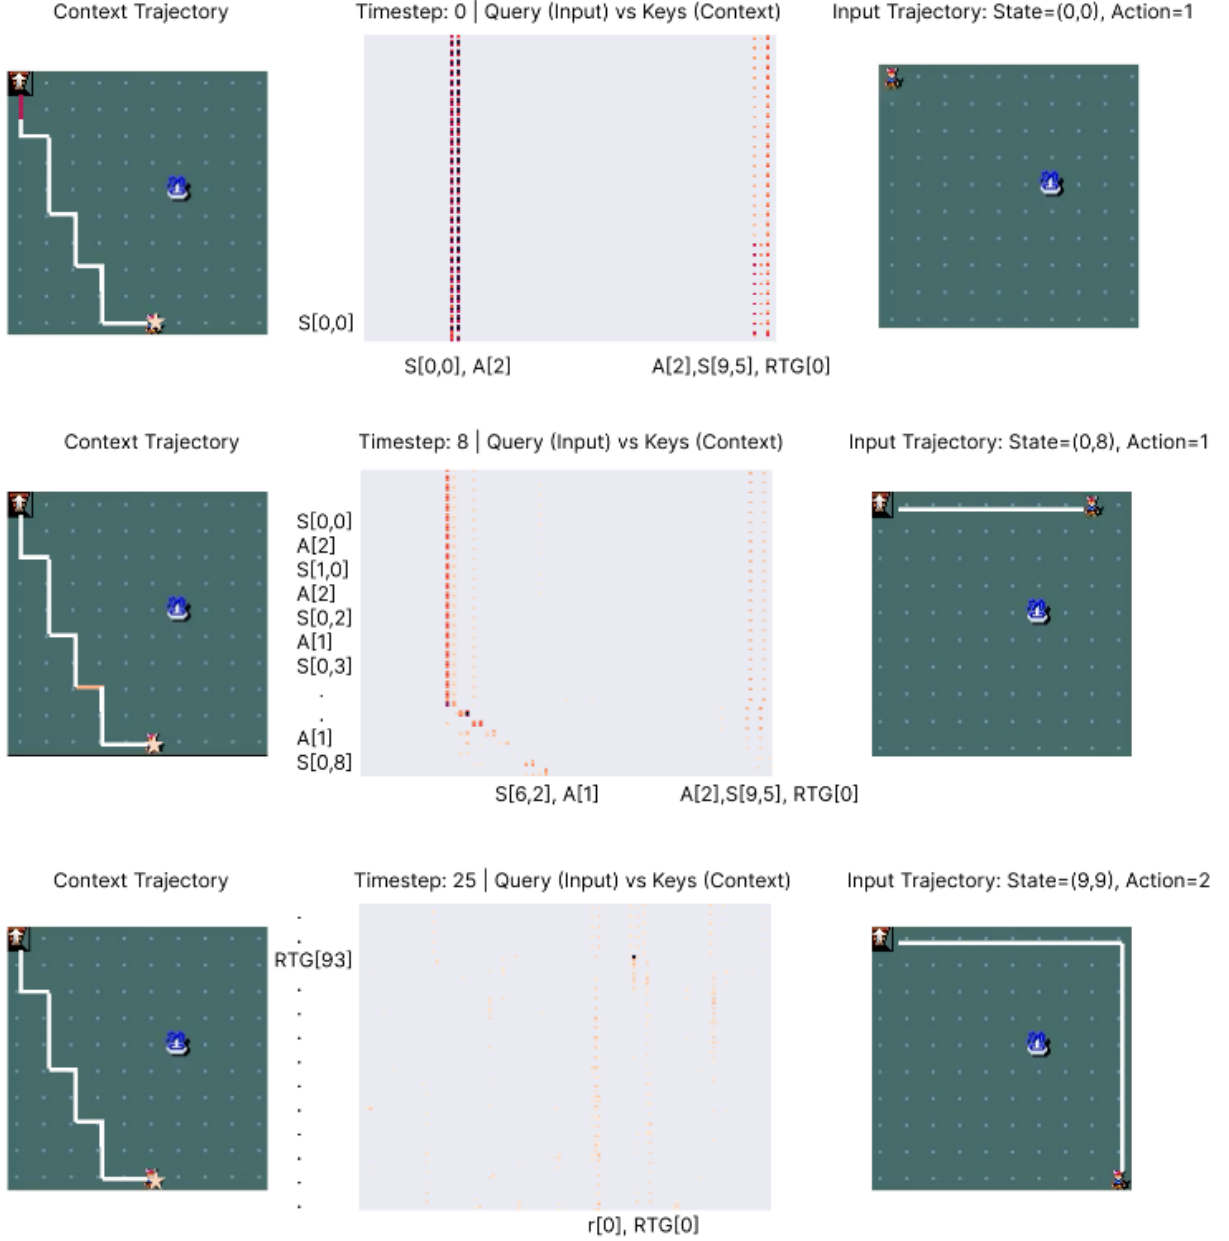 Context Trajectory
Timestep: 0 | Query (Input) vs Keys (Context)
Input Trajectory: State=(0,0), Action=1
S[0,0]
S[0,0], A[2]
A[2],S[9,5], RTG[0]
Context Trajectory
Timestep: 8 | Query (Input) vs Keys (Context)
Input Trajectory: State=(0,8), Action=1
S[0,0]
A[2]
S[1,0]
A[2]
S[0,2]
A[1]
S[0,3]
.
.
A[1]
S[0,8]
S[6,2], A[1]
A[2],S[9,5], RTG[0]
Context Trajectory
Timestep: 25 | Query (Input) vs Keys (Context)
Input Trajectory: State=(9,9), Action=2
RTG[93]
r[0], RTG[0]